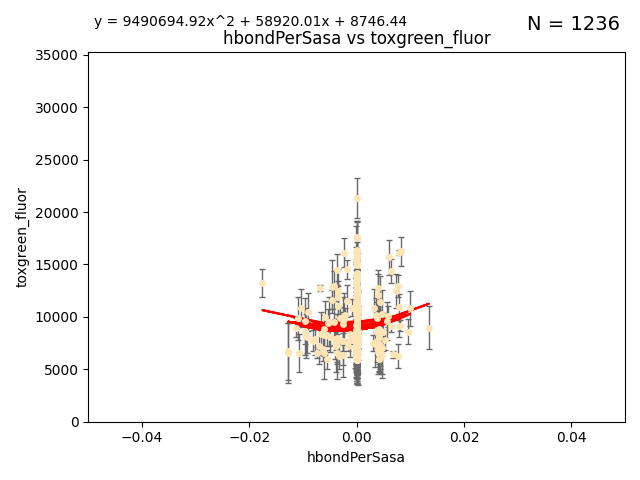 y = 9490694.92x^2 + 58920.01x + 8746.44
N = 1236
hbondPerSasa vs toxgreen_fluor
35000
30000
25000
20000
15000
10000
5000
0
toxgreen_fluor
−0.04
−0.02
0.00
0.02
0.04
hbondPerSasa